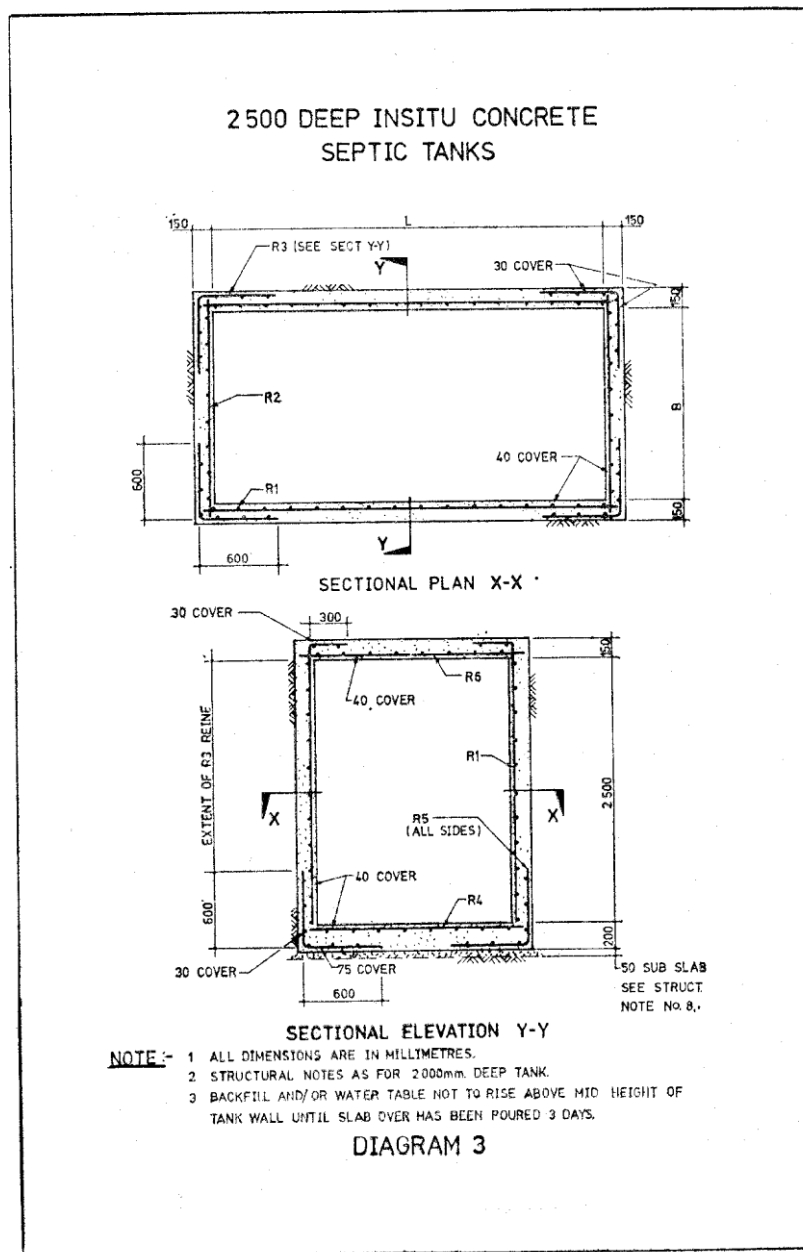 2500 DEEP INSITU CONCRETE
SEPTIC TANKS
150
L
150
R3 (SEE SECT Y-Y)
Y
30 COVER
150
R2
B
600
40 COVER
R1
150
Y
600
SECTIONAL PLAN X-X
30 COVER
300
150
R6
40 COVER
EXTENT OF R3 REINF
R1
2500
X
X
R5
(ALL SIDES)
40 COVER
R4
600
200
30 COVER
75 COVER
600
50 SUB SLAB
SEE STRUCT.
NOTE No. 8,
SECTIONAL ELEVATION Y-Y
NOTE:- 1 ALL DIMENSIONS ARE IN MILLIMETRES.
2 STRUCTURAL NOTES AS FOR 2000mm. DEEP TANK.
3 BACKFILL AND/OR WATER TABLE NOT TO RISE ABOVE MID HEIGHT OF
TANK WALL UNTIL SLAB OVER HAS BEEN POURED 3 DAYS.
DIAGRAM 3